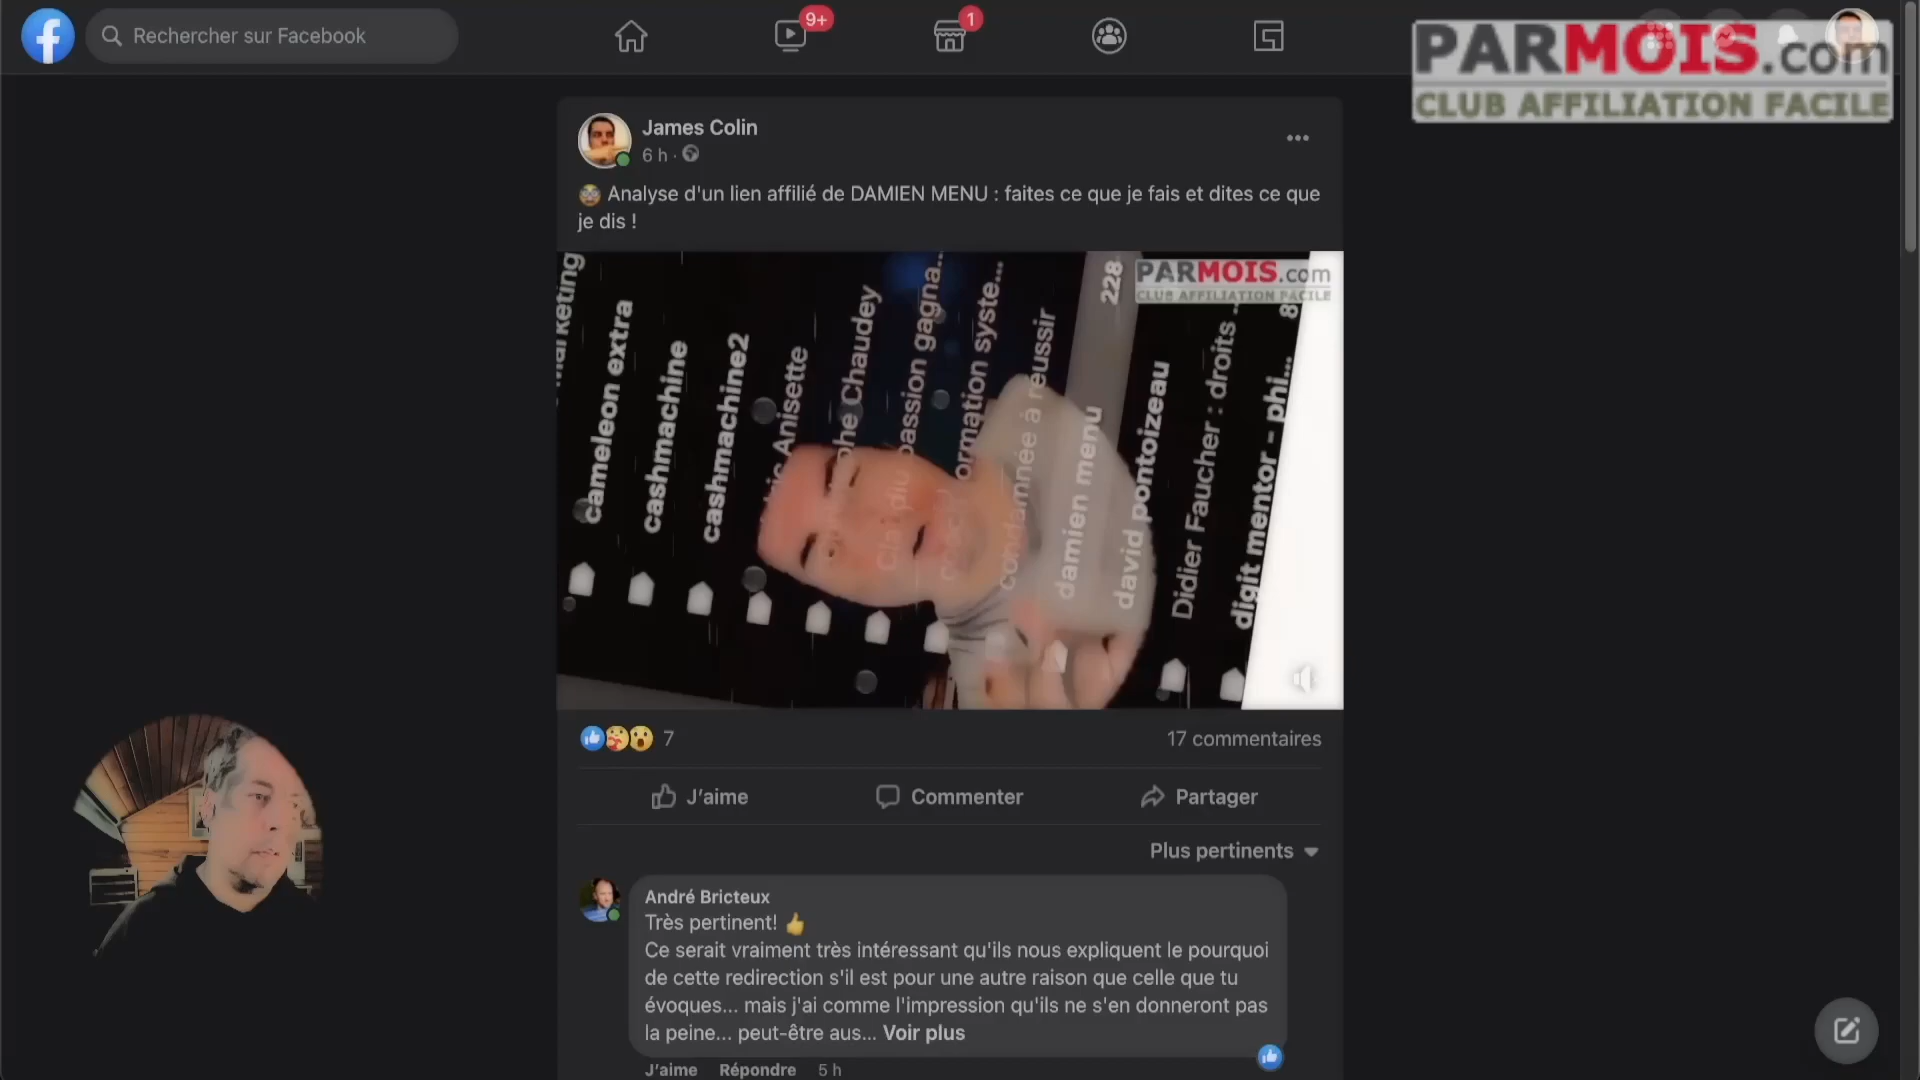 Rechercher sur Facebook
9+
1
PARMOIS.com
CLUB AFFILIATION FACILE
James Colin
6 h ·
Analyse d'un lien affilié de DAMIEN MENU : faites ce que je fais et dites ce que
je dis !
cameleon extra
cashmachine
cashmachine2
Anisette
Chaudey
passion gagna...
ormation syste...
condamnée à réussir
damien menu
228
david pontoizeau
Didier Faucher : droits ...
digit mentor - phi...
PARMOIS.com
CLUB AFFILIATION FACILE
7
17 commentaires
J'aime
Commenter
Partager
Plus pertinents
André Bricteux
Très pertinent! 👍
Ce serait vraiment très intéressant qu'ils nous expliquent le pourquoi
de cette redirection s'il est pour une autre raison que celle que tu
évoques... mais j'ai comme l'impression qu'ils ne s'en donneront pas
la peine... peut-être aus... Voir plus
J'aime Répondre 5 h